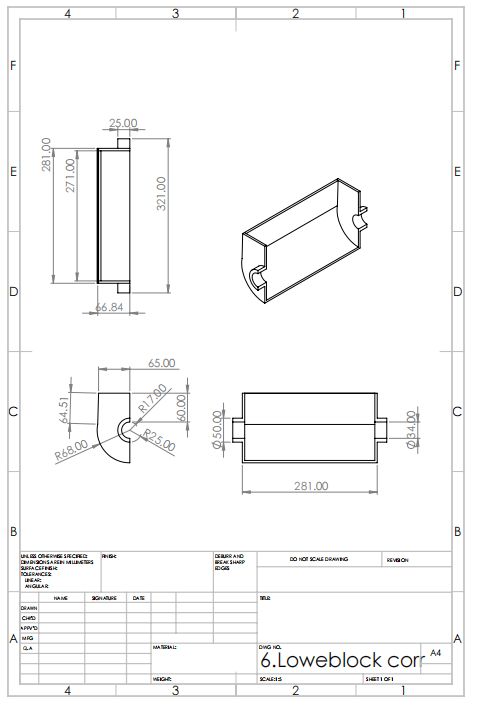 4 3 2 1
F F
25.00
281.00
271.00
321.00
E E
D D
66.84
65.00
64.51
R17.00
60.00
R68.00
R25.00
C C
Ø50.00
Ø34.00
281.00
B B
UNLESS OTHERWISE SPECIFIED:
DIMENSIONS ARE IN MILLIMETERS
SURFACE FINISH:
TOLERANCES:
LINEAR:
ANGULAR:
FINISH:
DEBURR AND
BREAK SHARP
EDGES
DO NOT SCALE DRAWING
REVISION
NAME SIGNATURE DATE
TITLE:
DRAWN
CHK'D
APPV'D
MFG
Q.A
MATERIAL:
DWG NO.
A A
6.Loweblock corr
A4
WEIGHT:
SCALE:1:5
SHEET 1 OF 1
4 3 2 1